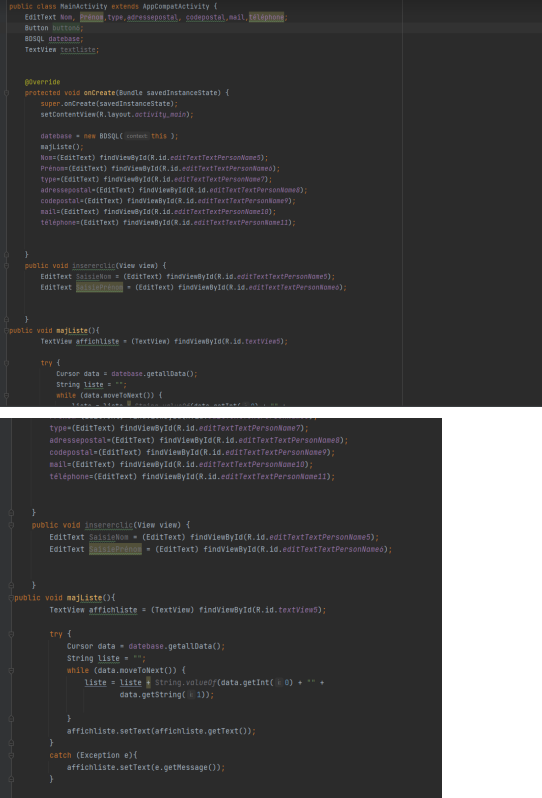 public class MainActivity extends AppCompatActivity {
EditText Nom, Prénom,type,adressepostal, codepostal,mail,téléphone;
Button buttons;
BDSQL datebase;
TextView textliste;
@Override
protected void onCreate(Bundle savedInstanceState) {
super.onCreate(savedInstanceState);
setContentView(R.layout.activity_main);
datebase = new BDSQL( context: this );
majListe();
Nom=(EditText) findViewById(R.id.editTextTextPersonName5);
Prénom=(EditText) findViewById(R.id.editTextTextPersonName6);
type=(EditText) findViewById(R.id.editTextTextPersonName7);
adressepostal=(EditText) findViewById(R.id.editTextTextPersonName8);
codepostal=(EditText) findViewById(R.id.editTextTextPersonName9);
mail=(EditText) findViewById(R.id.editTextTextPersonName10);
téléphone=(EditText) findViewById(R.id.editTextTextPersonName11);
}
public void insererclic(View view) {
EditText SaisieNom = (EditText) findViewById(R.id.editTextTextPersonName5);
EditText SaisiePrénom = (EditText) findViewById(R.id.editTextTextPersonName6);
}
public void majListe(){
TextView affichliste = (TextView) findViewById(R.id.textView5);
try {
Cursor data = datebase.getallData();
String liste = "";
while (data.moveToNext()) {
type=(EditText) findViewById(R.id.editTextTextPersonName7);
adressepostal=(EditText) findViewById(R.id.editTextTextPersonName8);
codepostal=(EditText) findViewById(R.id.editTextTextPersonName9);
mail=(EditText) findViewById(R.id.editTextTextPersonName10);
téléphone=(EditText) findViewById(R.id.editTextTextPersonName11);
}
public void insererclic(View view) {
EditText SaisieNom = (EditText) findViewById(R.id.editTextTextPersonName5);
EditText SaisiePrénom = (EditText) findViewById(R.id.editTextTextPersonName6);
}
public void majListe(){
TextView affichliste = (TextView) findViewById(R.id.textView5);
try {
Cursor data = datebase.getallData();
String liste = "";
while (data.moveToNext()) {
liste = liste + String.valueOf(data.getInt( i: 0) + "" +
data.getString( i: 1));
}
affichliste.setText(affichliste.getText());
}
catch (Exception e){
affichliste.setText(e.getMessage());
}